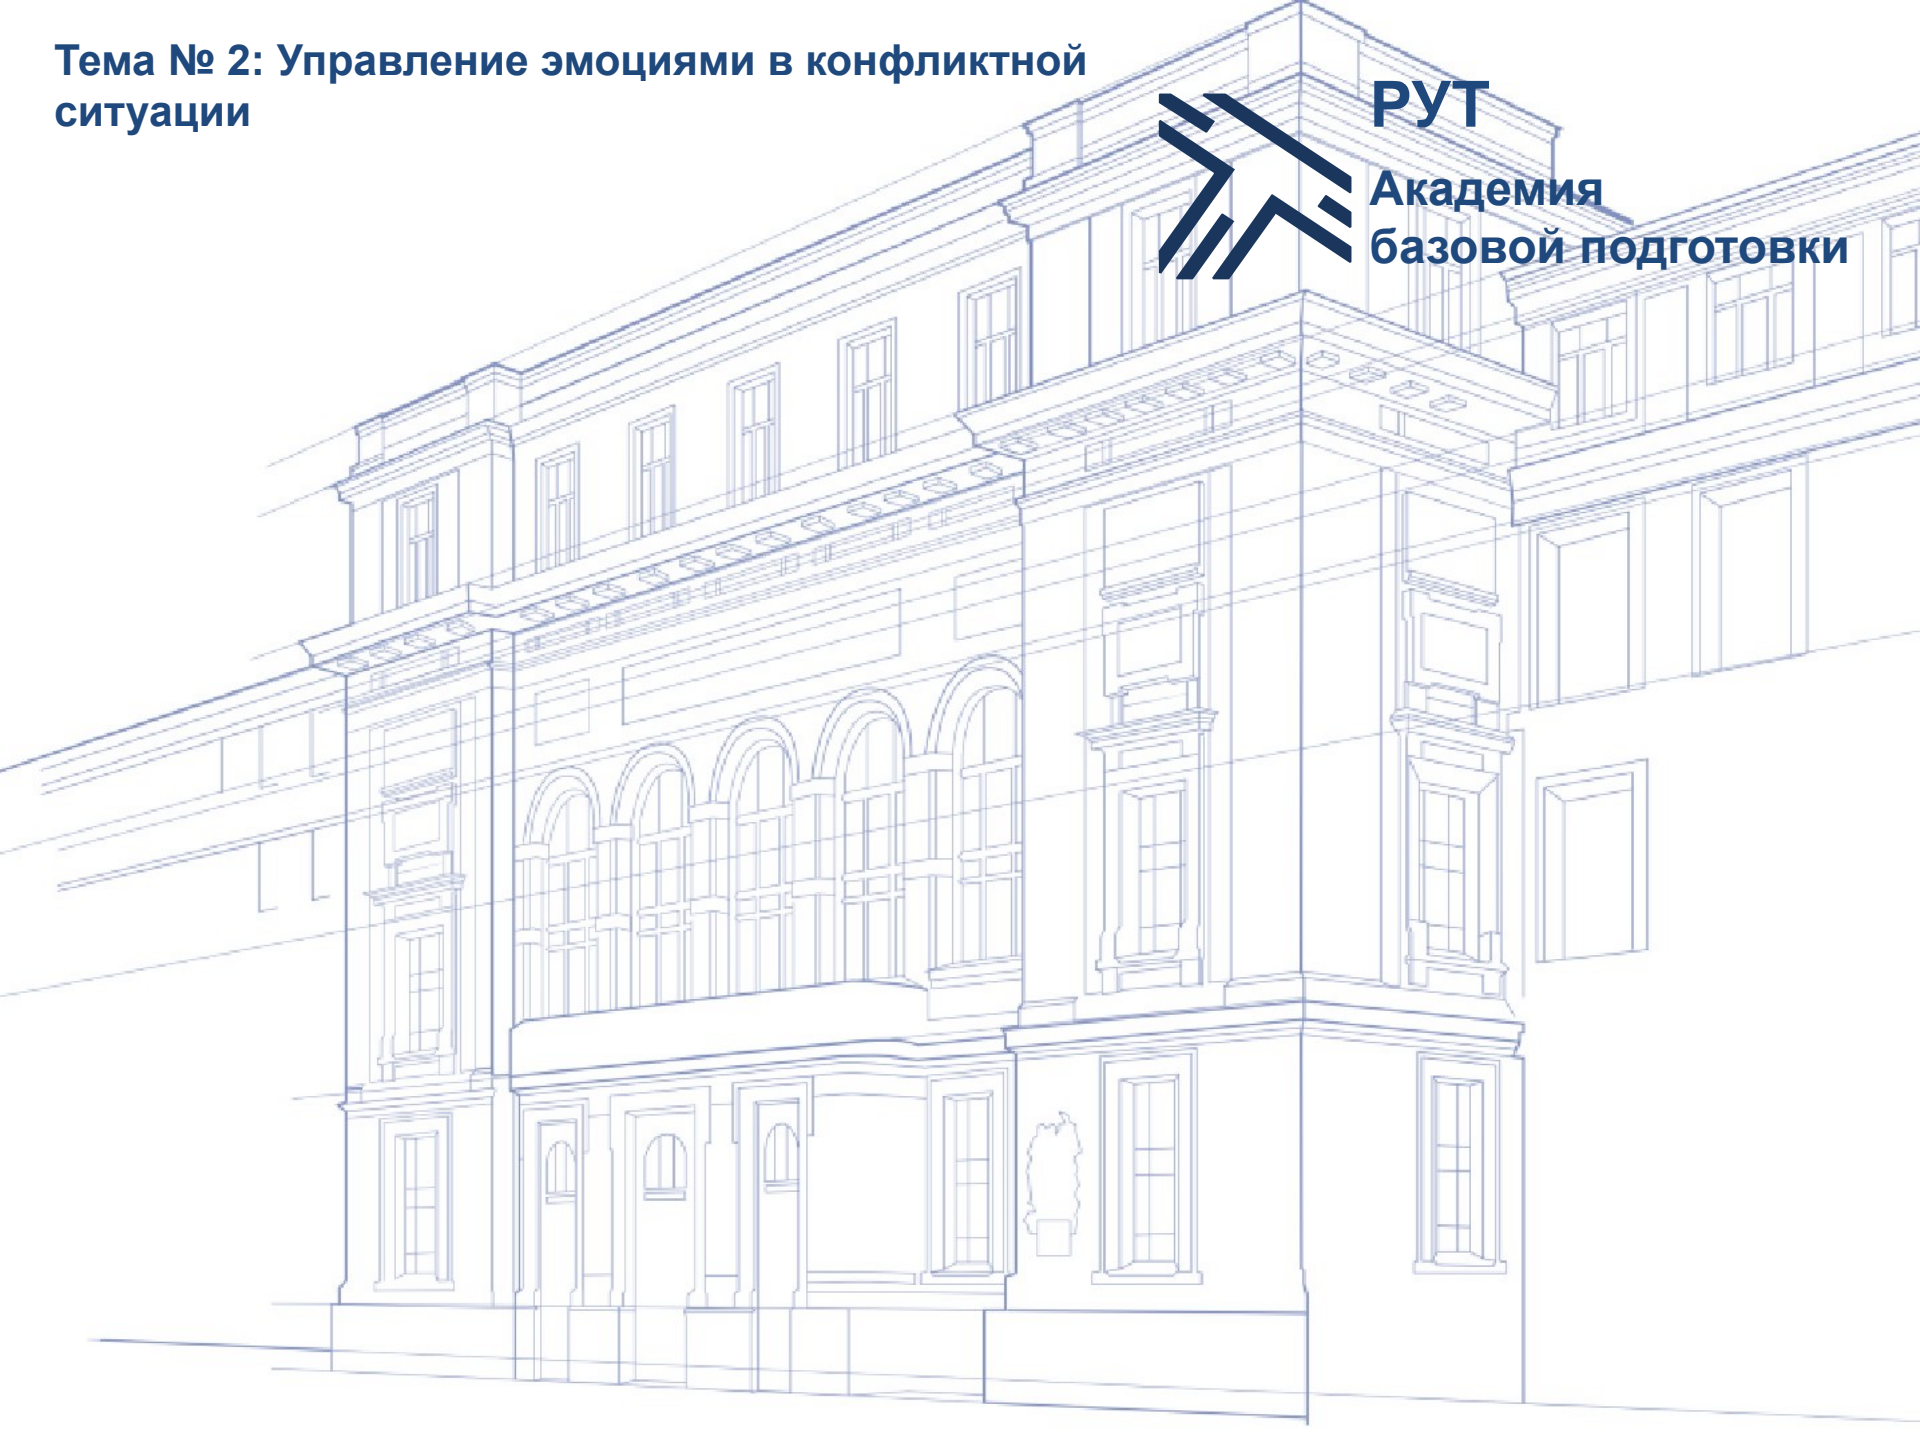 Тема № 2: Управление эмоциями в конфликтной
ситуации
РУТ
Академия
базовой подготовки